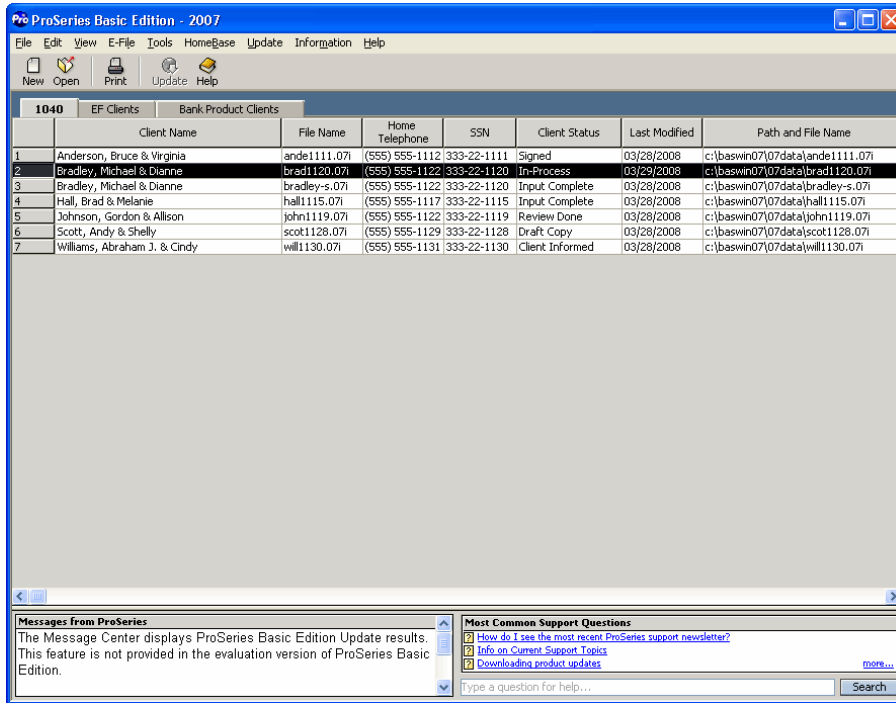 Pro ProSeries Basic Edition - 2007
File Edit View E-File Tools HomeBase Update Information Help
New Open Print Update Help
1040 EF Clients Bank Product Clients
Client Name File Name Home Telephone SSN Client Status Last Modified Path and File Name
1 Anderson, Bruce & Virginia ande1111.07i (555) 555-1112 333-22-1111 Signed 03/28/2008 c:\baswin07\07data\ande1111.07i
2 Bradley, Michael & Dianne brad1120.07i (555) 555-1122 333-22-1120 In-Process 03/29/2008 c:\baswin07\07data\brad1120.07i
3 Bradley, Michael & Dianne bradley-s.07i (555) 555-1122 333-22-1120 Input Complete 03/28/2008 c:\baswin07\07data\bradley-s.07i
4 Hall, Brad & Melanie hall1115.07i (555) 555-1117 333-22-1115 Input Complete 03/28/2008 c:\baswin07\07data\hall1115.07i
5 Johnson, Gordon & Allison john1119.07i (555) 555-1122 333-22-1119 Review Done 03/28/2008 c:\baswin07\07data\john1119.07i
6 Scott, Andy & Shelly scot1128.07i (555) 555-1129 333-22-1128 Draft Copy 03/28/2008 c:\baswin07\07data\scot1128.07i
7 Williams, Abraham J. & Cindy will1130.07i (555) 555-1131 333-22-1130 Client Informed 03/28/2008 c:\baswin07\07data\will1130.07i
Messages from ProSeries
The Message Center displays ProSeries Basic Edition Update results.
This feature is not provided in the evaluation version of ProSeries Basic
Edition.
Most Common Support Questions
How do I see the most recent ProSeries support newsletter?
Info on Current Support Topics
Downloading product updates more...
Type a question for help... Search